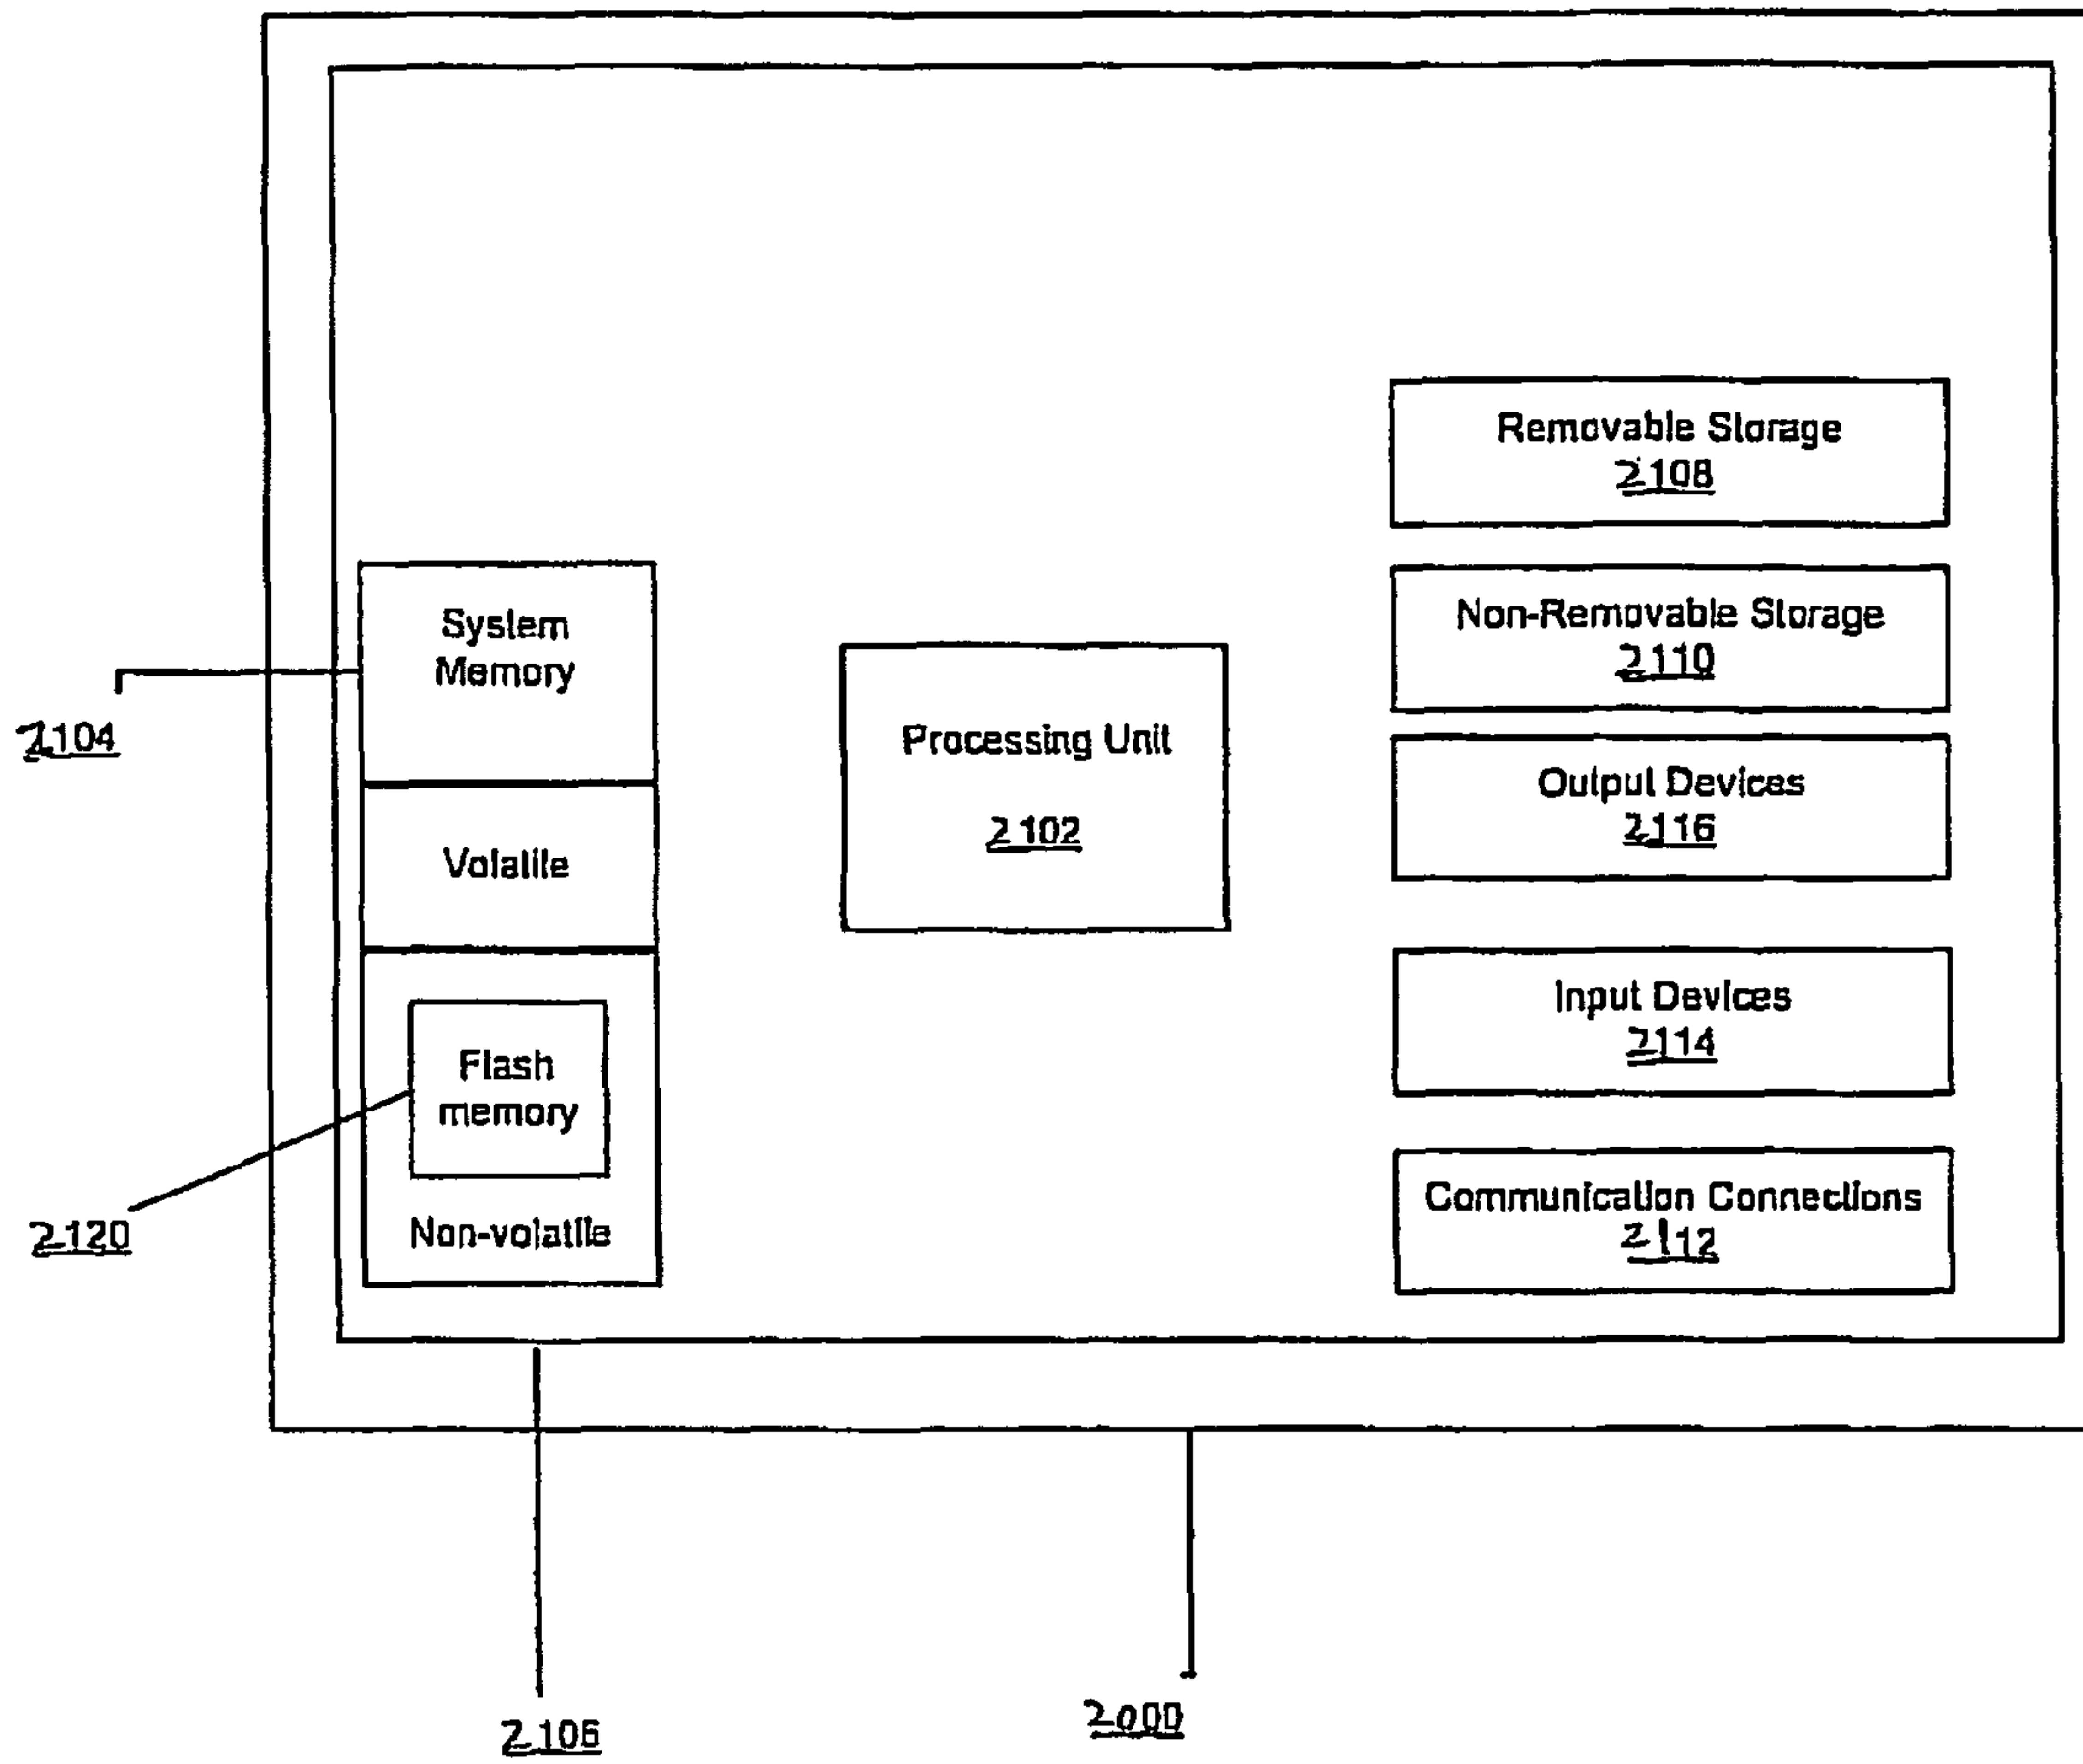 Removable Storage
2108
Non-Removable Storage
2110
Output Devices
2116
Input Devices
2114
Communication Connections
2112
Processing Unit
2102
System
Memory
Volatile
Flash
memory
Non-volatile
2104
2120
2106
2000